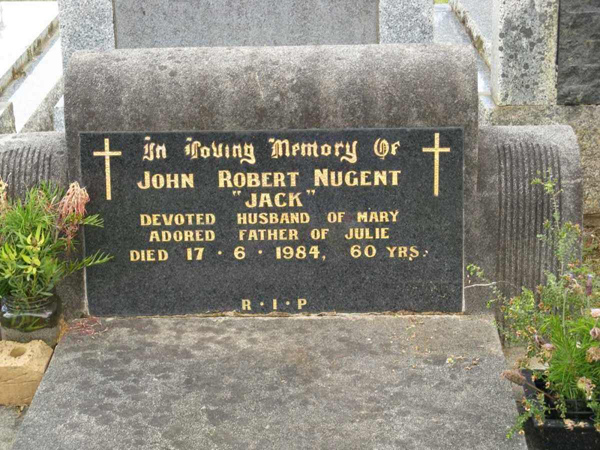 In Loving Memory Of
JOHN ROBERT NUGENT
"JACK"
DEVOTED HUSBAND OF MARY
ADORED FATHER OF JULIE
DIED 17·6·1984, 60 YRS.
R·I·P